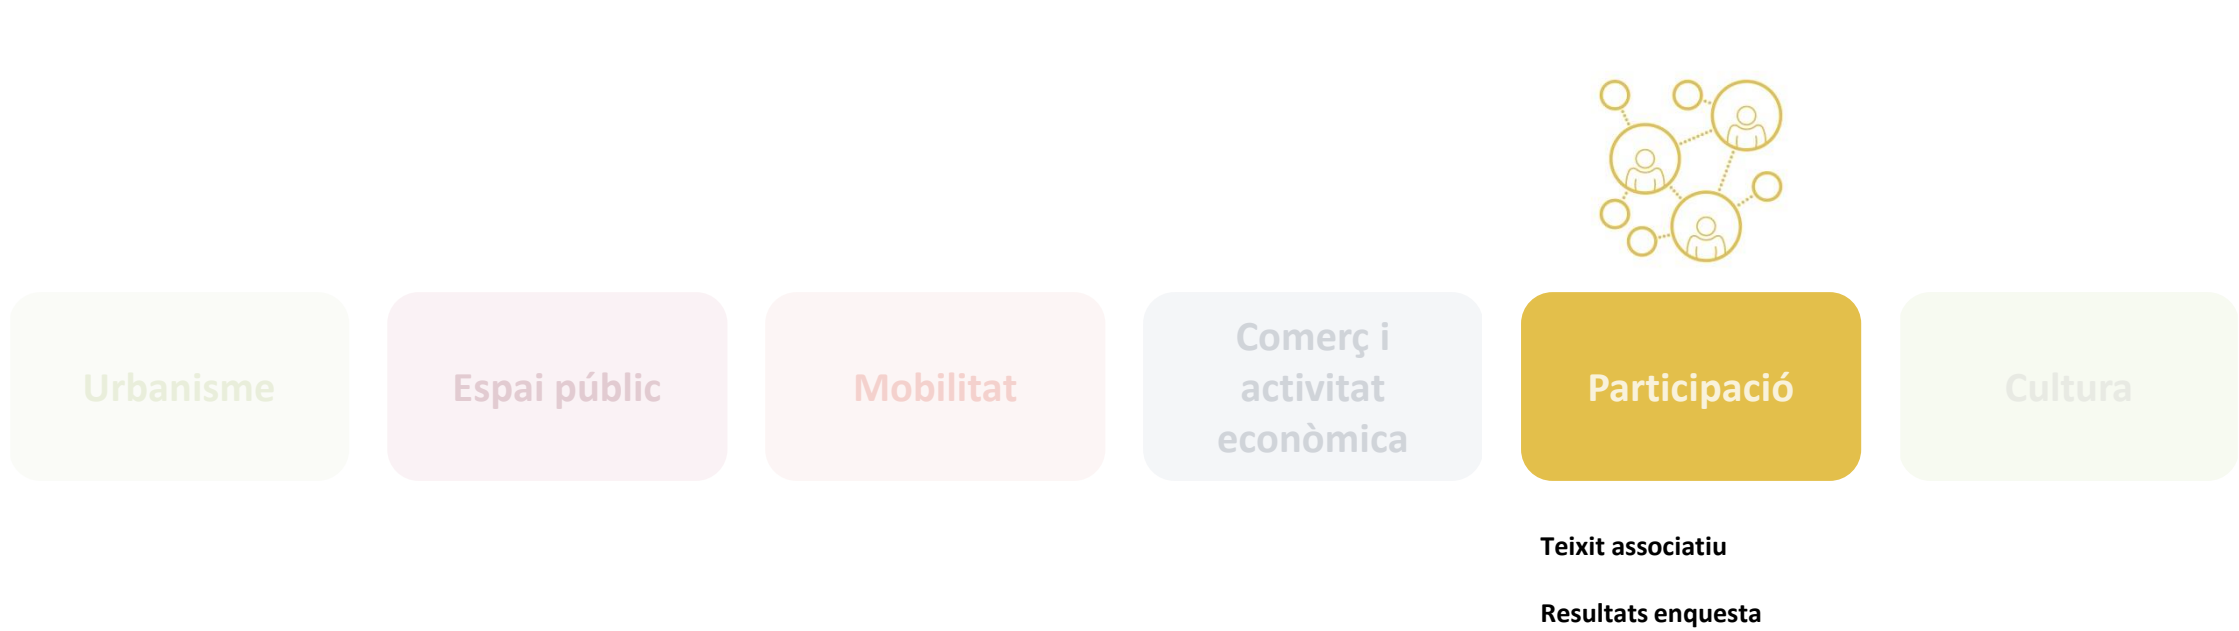 Urbanisme
Espai públic
Mobilitat
Comerç i
activitat
econòmica
Participació
Cultura
Teixit associatiu
Resultats enquesta